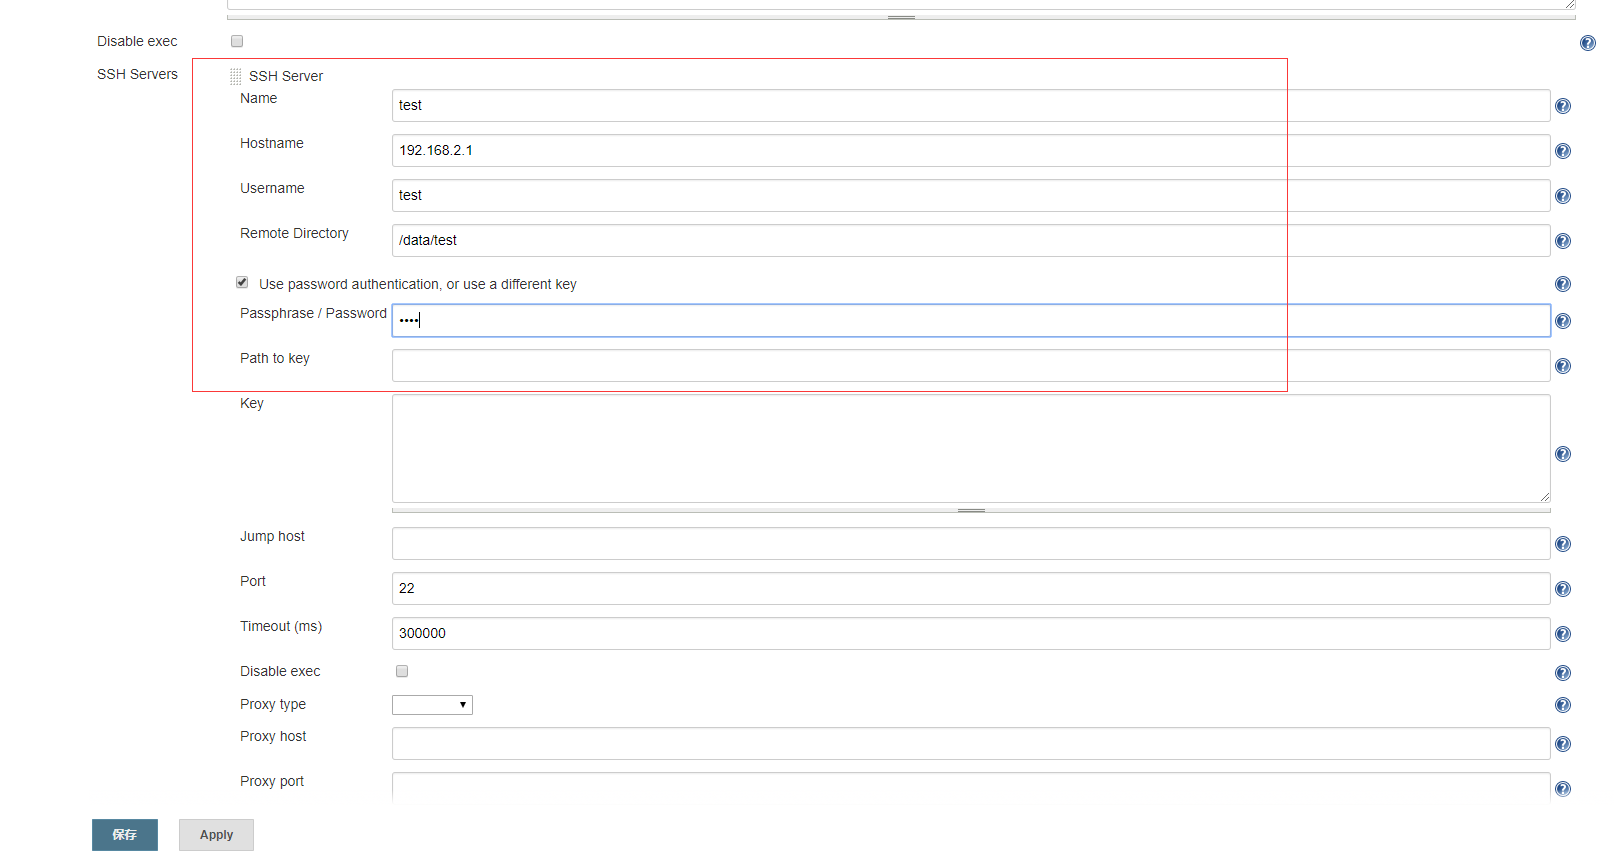 Disable exec
SSH Servers
SSH Server
Name
test
Hostname
192.168.2.1
Username
test
Remote Directory
/data/test
Use password authentication, or use a different key
Passphrase / Password
••••
Path to key
Key
Jump host
Port
22
Timeout (ms)
300000
Disable exec
Proxy type
Proxy host
Proxy port
保存
Apply